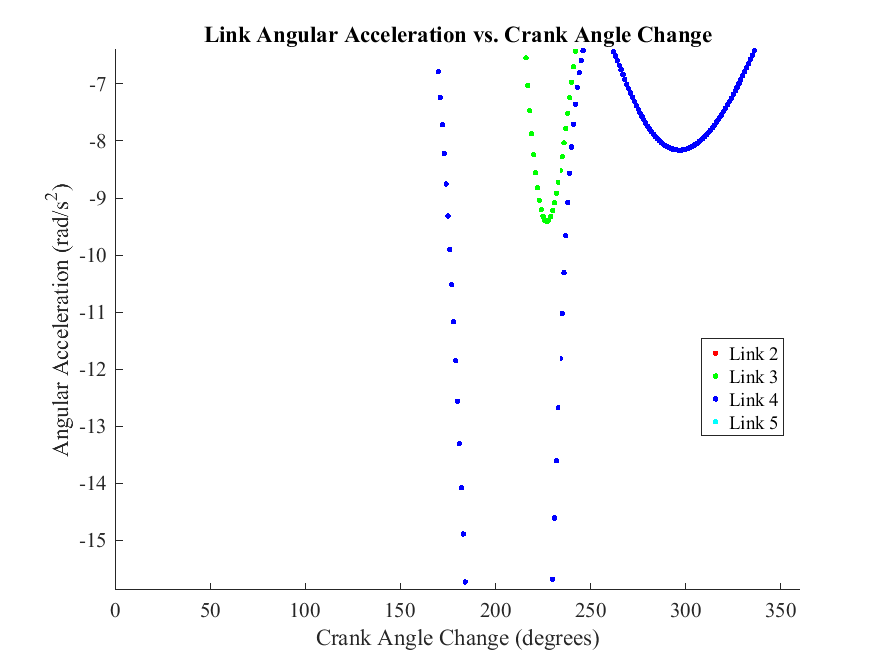 Link Angular Acceleration vs. Crank Angle Change
Angular Acceleration (rad/s²)
-7
-8
-9
-10
-11
-12
-13
-14
-15
Link 2
Link 3
Link 4
Link 5
0 50 100 150 200 250 300 350
Crank Angle Change (degrees)